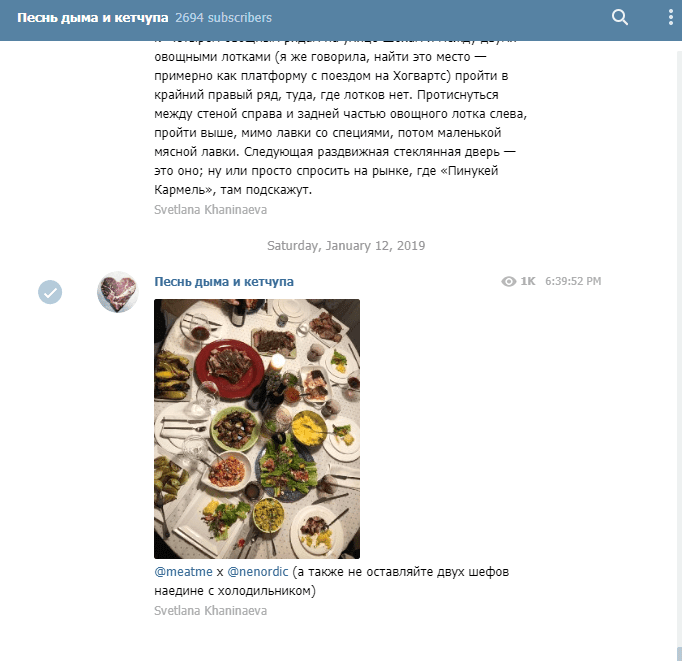 Песнь дыма и кетчупа 2694 subscribers
овощными лотками (я же говорила, найти это место —
примерно как платформу с поездом на Хогвартс) пройти в
крайний правый ряд, туда, где лотков нет. Протиснуться
между стеной справа и задней частью овощного лотка слева,
пройти выше, мимо лавки со специями, потом маленькой
мясной лавки. Следующая раздвижная стеклянная дверь —
это оно; ну или просто спросить на рынке, где «Пинукей
Кармель», там подскажут.
Svetlana Khaninaeva
Saturday, January 12, 2019
Песнь дыма и кетчупа 1K 6:39:52 PM
@meatme x @nenordic (а также не оставляйте двух шефов
наедине с холодильником)
Svetlana Khaninaeva